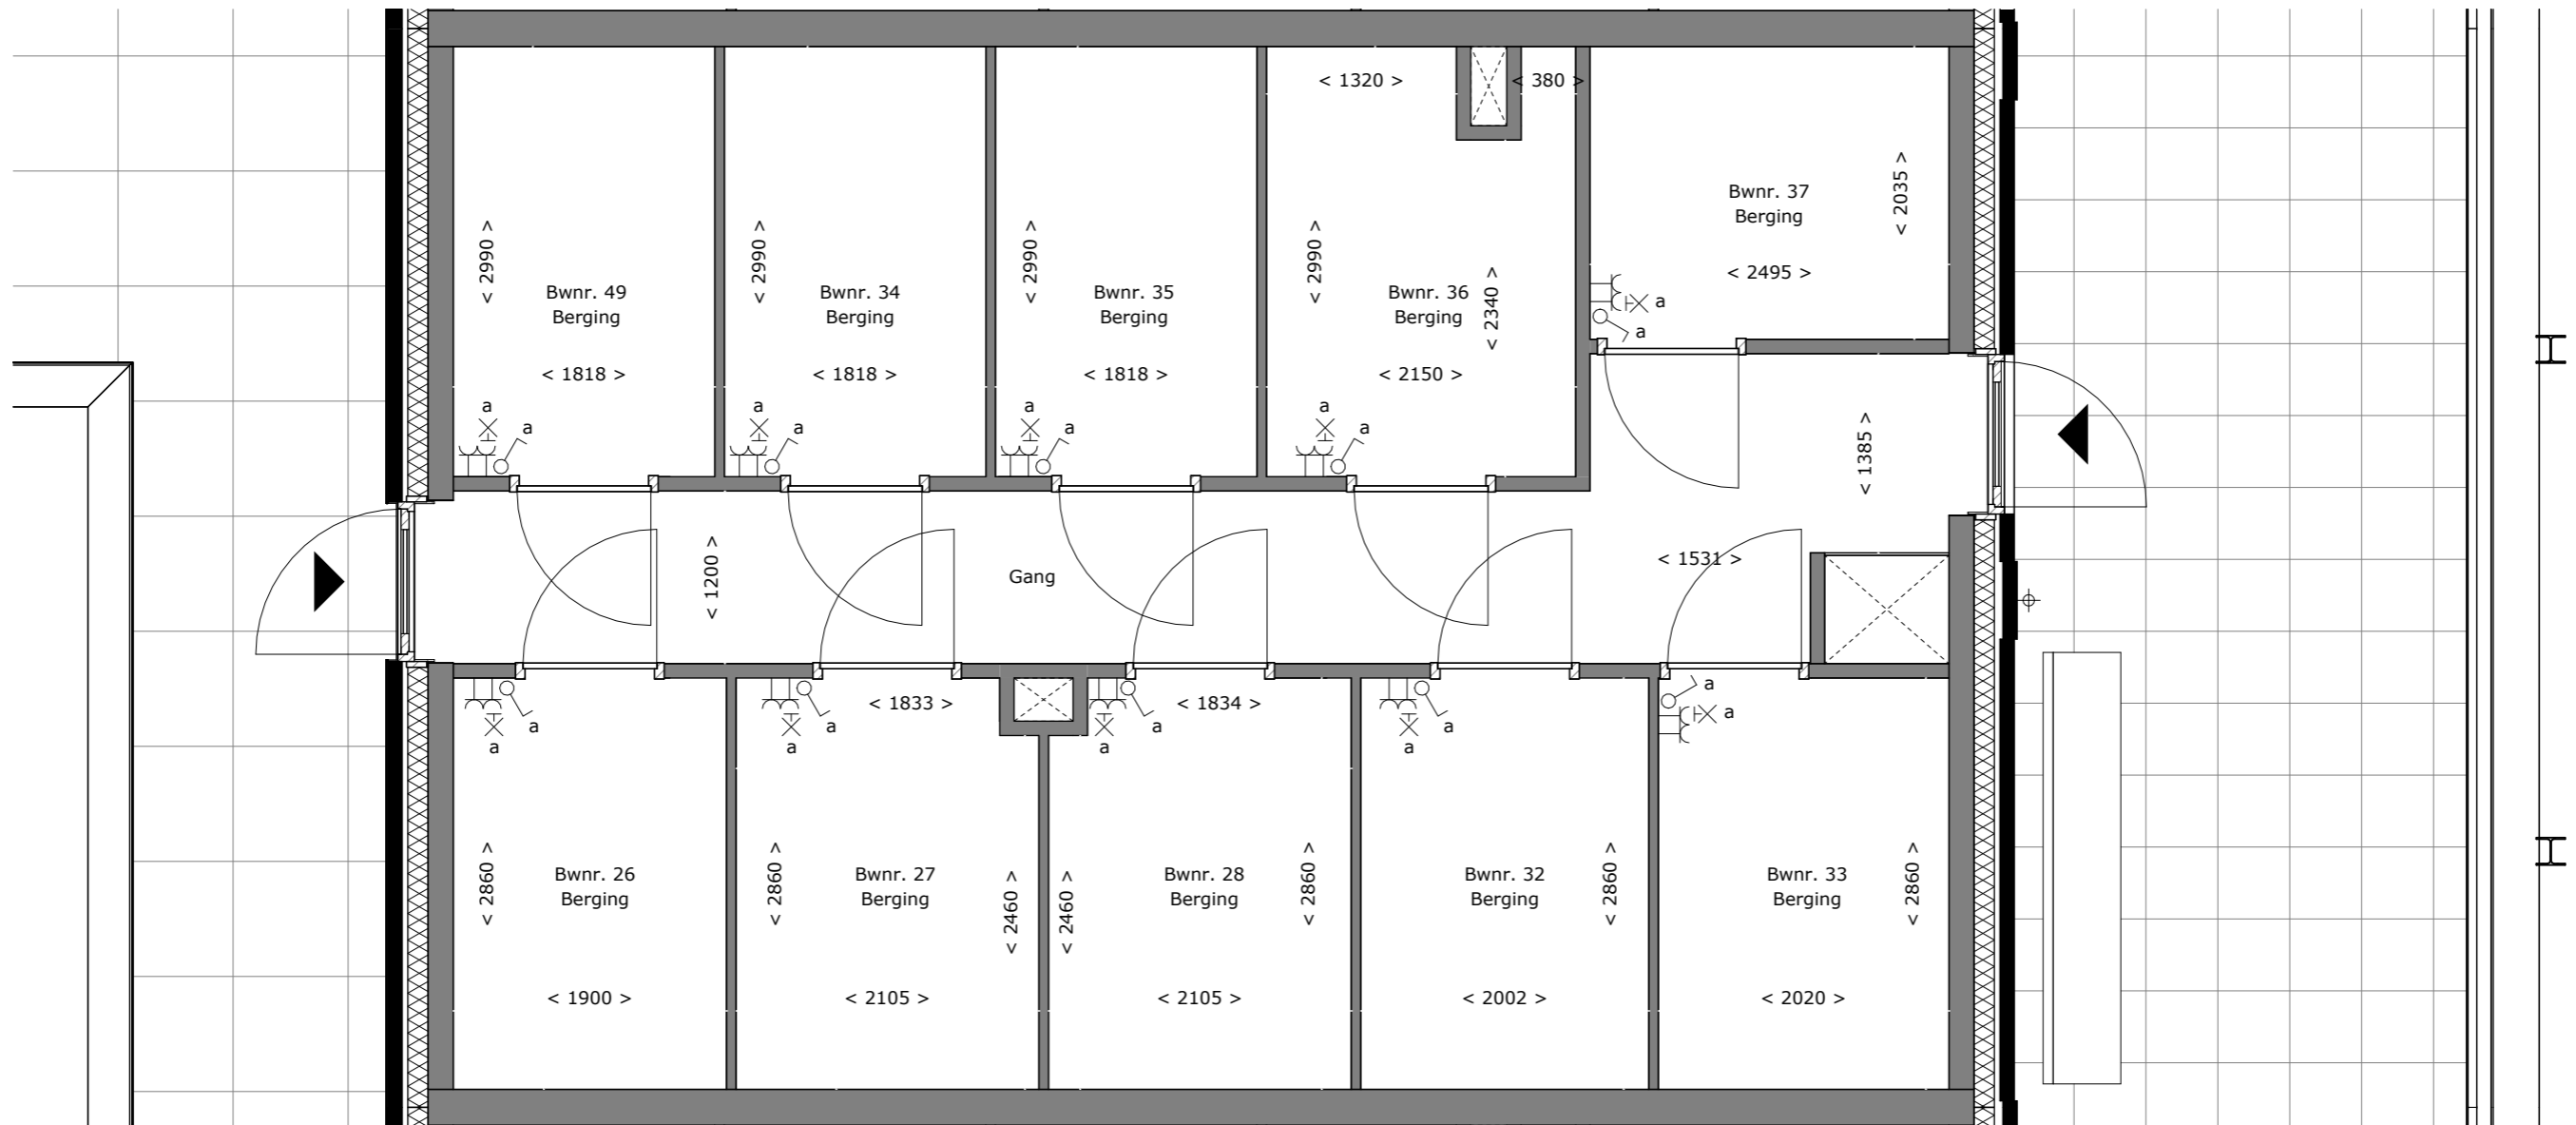 < 1320 >
< 380 >
Bwnr. 37
Berging
< 2035 >
< 2495 >
a
a
< 2990 >
Bwnr. 49
Berging
< 1818 >
a
a
< 2990 >
Bwnr. 34
Berging
< 1818 >
a
a
< 2990 >
Bwnr. 35
Berging
< 1818 >
a
a
< 2990 >
Bwnr. 36
Berging
< 2340 >
< 2150 >
a
a
< 1385 >
< 1200 >
Gang
< 1531 >
a
a
< 2860 >
Bwnr. 26
Berging
< 1900 >
a
a
< 1833 >
< 2860 >
Bwnr. 27
Berging
< 2460 >
< 2105 >
a
a
< 1834 >
< 2460 >
Bwnr. 28
Berging
< 2860 >
< 2105 >
a
a
Bwnr. 32
Berging
< 2860 >
< 2002 >
a
a
Bwnr. 33
Berging
< 2860 >
< 2020 >